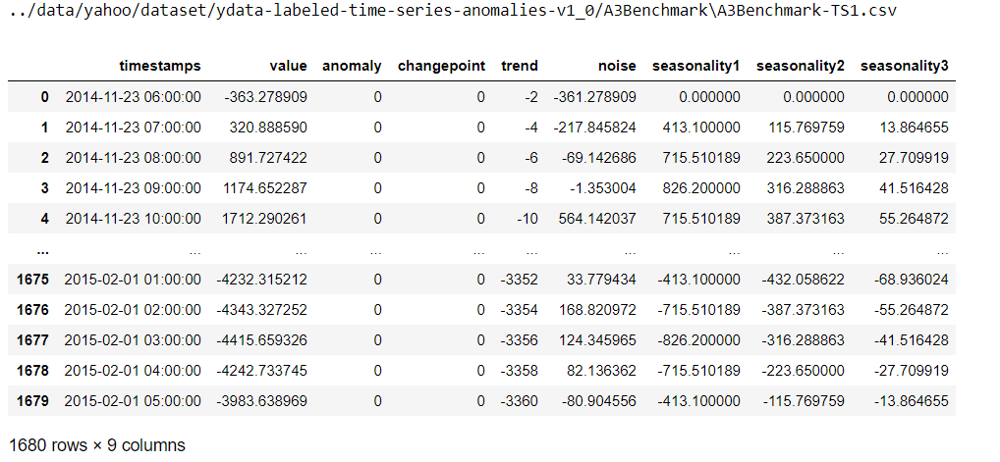 ../data/yahoo/dataset/ydata-labeled-time-series-anomalies-v1_0/A3Benchmark\A3Benchmark-TS1.csv
timestamps value anomaly changepoint trend noise seasonality1 seasonality2 seasonality3
0 2014-11-23 06:00:00 -363.278909 0 0 -2 -361.278909 0.000000 0.000000 0.000000
1 2014-11-23 07:00:00 320.888590 0 0 -4 -217.845824 413.100000 115.769759 13.864655
2 2014-11-23 08:00:00 891.727422 0 0 -6 -69.142686 715.510189 223.650000 27.709919
3 2014-11-23 09:00:00 1174.652287 0 0 -8 -1.353004 826.200000 316.288863 41.516428
4 2014-11-23 10:00:00 1712.290261 0 0 -10 564.142037 715.510189 387.373163 55.264872
... ... ... ... ... ... ... ... ... ...
1675 2015-02-01 01:00:00 -4232.315212 0 0 -3352 33.779434 -413.100000 -432.058622 -68.936024
1676 2015-02-01 02:00:00 -4343.327252 0 0 -3354 168.820972 -715.510189 -387.373163 -55.264872
1677 2015-02-01 03:00:00 -4415.659326 0 0 -3356 124.345965 -826.200000 -316.288863 -41.516428
1678 2015-02-01 04:00:00 -4242.733745 0 0 -3358 82.136362 -715.510189 -223.650000 -27.709919
1679 2015-02-01 05:00:00 -3983.638969 0 0 -3360 -80.904556 -413.100000 -115.769759 -13.864655
1680 rows × 9 columns